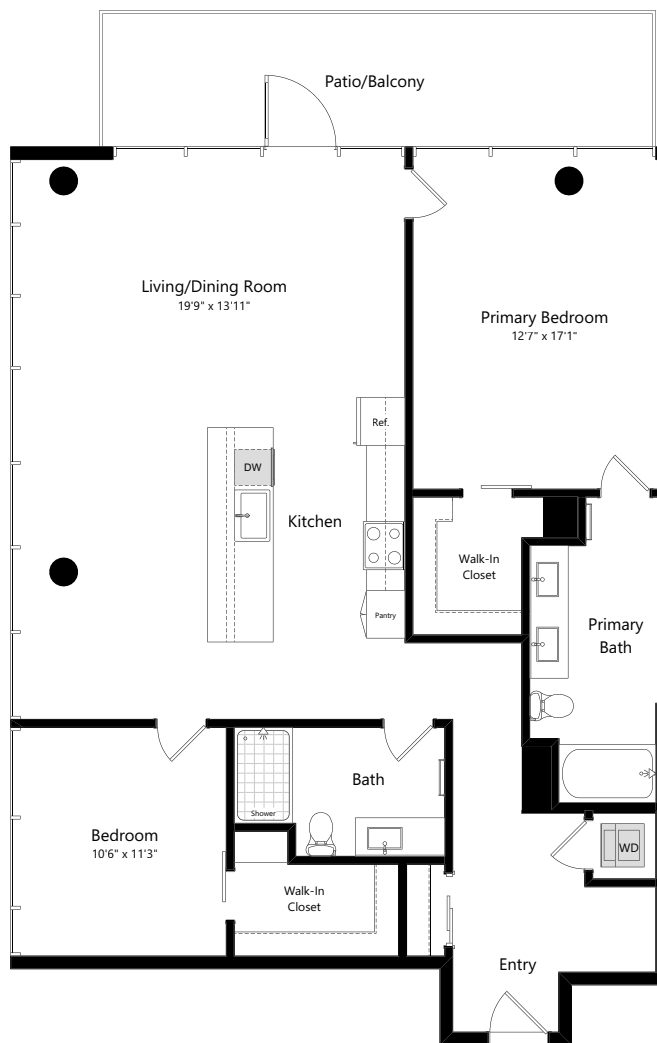 Patio/Balcony
Living/Dining Room
19'9" x 13'11"
Primary Bedroom
12'7" x 17'1"
Ref.
DW
Kitchen
Walk-In
Closet
Pantry
Primary
Bath
Bath
Shower
Bedroom
10'6" x 11'3"
WD
Walk-In
Closet
Entry